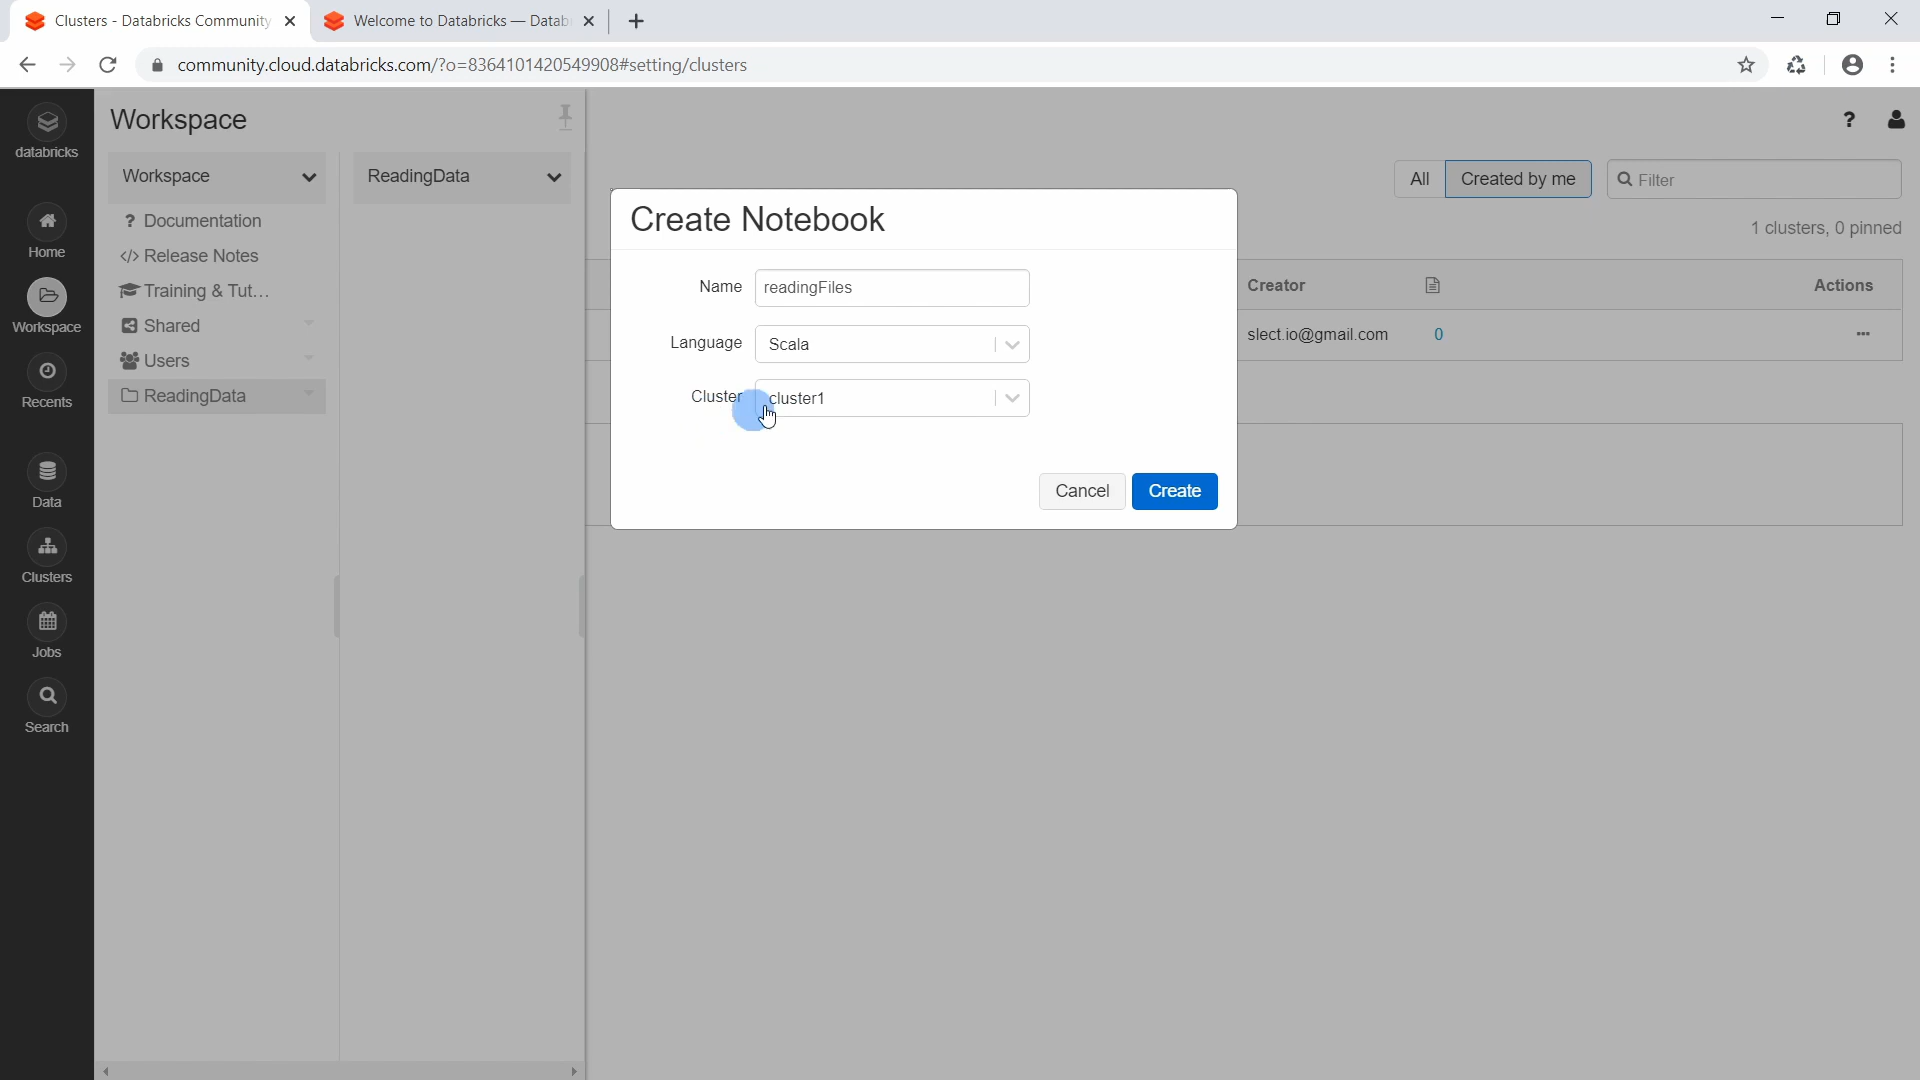 Clusters - Databricks Community
Welcome to Databricks — Datab
community.cloud.databricks.com/?o=8364101420549908#setting/clusters
databricks
Home
Workspace
Recents
Data
Clusters
Jobs
Search
Workspace
Workspace
? Documentation
</> Release Notes
Training & Tut...
Shared
Users
ReadingData
ReadingData
?
All
Created by me
Filter
1 clusters, 0 pinned
Creator
Actions
slect.io@gmail.com
0
Create Notebook
Name
readingFiles
Language
Scala
Cluster
cluster1
Cancel
Create